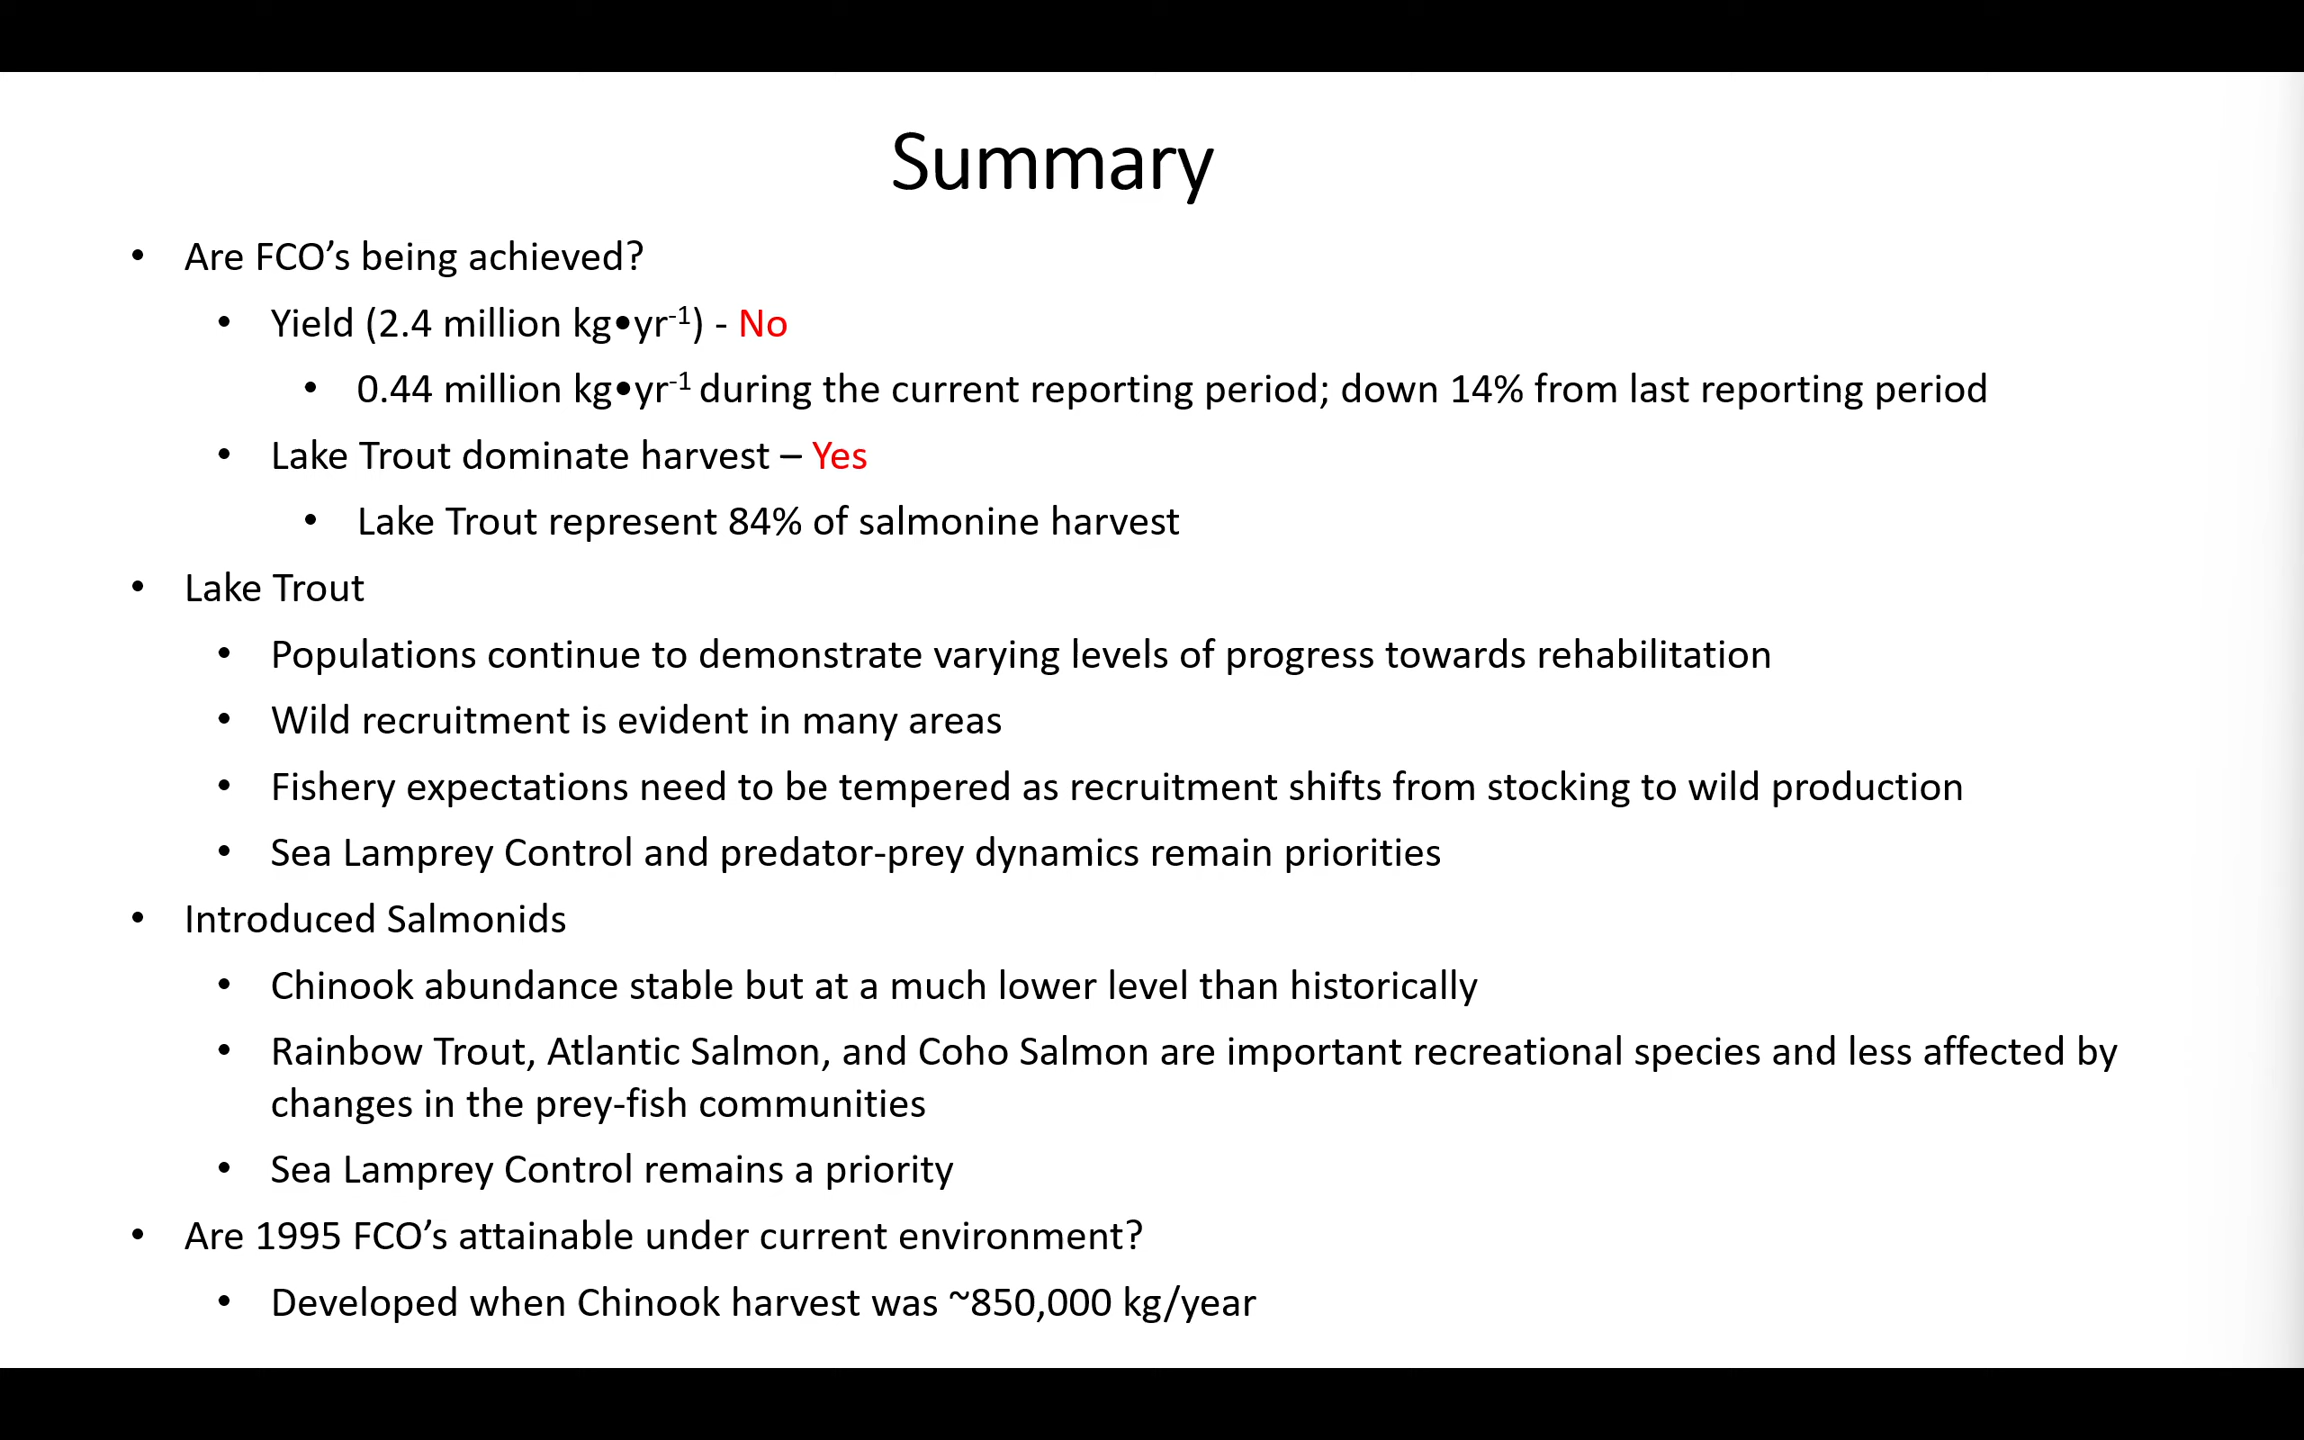 Summary
• Are FCO’s being achieved?
• Yield (2.4 million kg•yr⁻¹) - No
• 0.44 million kg•yr⁻¹ during the current reporting period; down 14% from last reporting period
• Lake Trout dominate harvest – Yes
• Lake Trout represent 84% of salmonine harvest
• Lake Trout
• Populations continue to demonstrate varying levels of progress towards rehabilitation
• Wild recruitment is evident in many areas
• Fishery expectations need to be tempered as recruitment shifts from stocking to wild production
• Sea Lamprey Control and predator-prey dynamics remain priorities
• Introduced Salmonids
• Chinook abundance stable but at a much lower level than historically
• Rainbow Trout, Atlantic Salmon, and Coho Salmon are important recreational species and less affected by
changes in the prey-fish communities
• Sea Lamprey Control remains a priority
• Are 1995 FCO’s attainable under current environment?
• Developed when Chinook harvest was ~850,000 kg/year